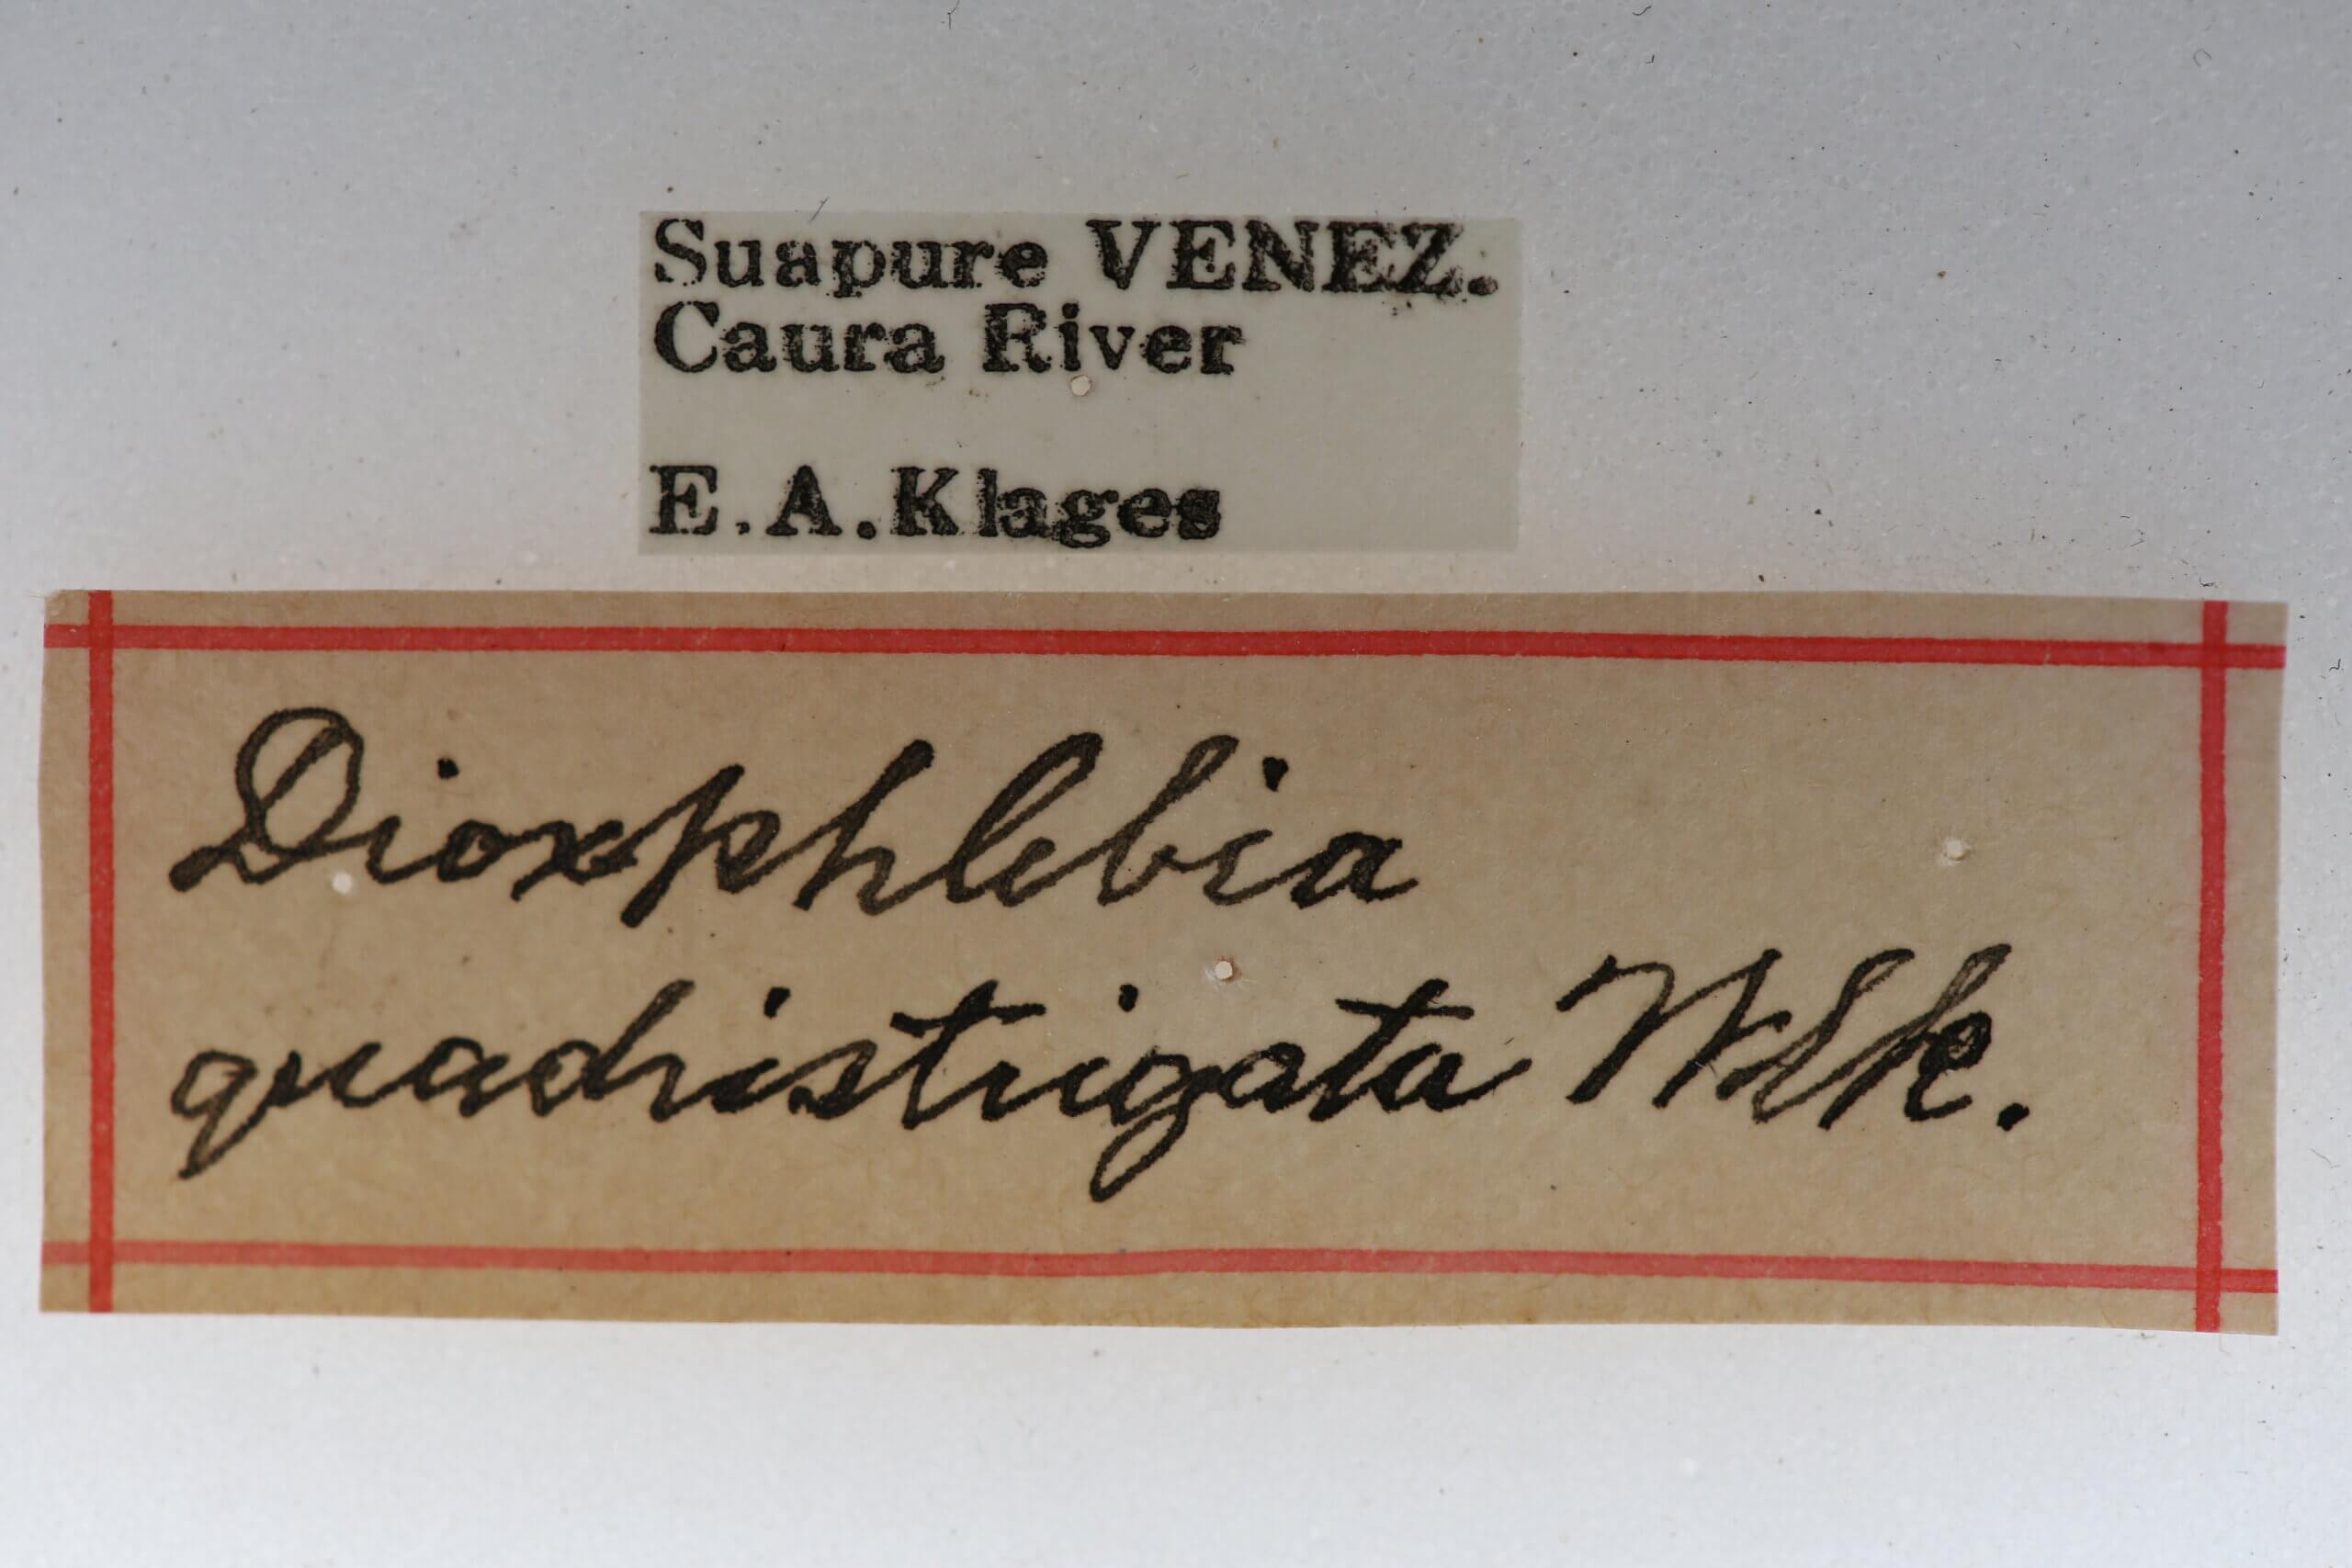 Suapure VENEZ.
Caura River
E.A.Klages
Dioxphlebia
quadristrigata Wlk.